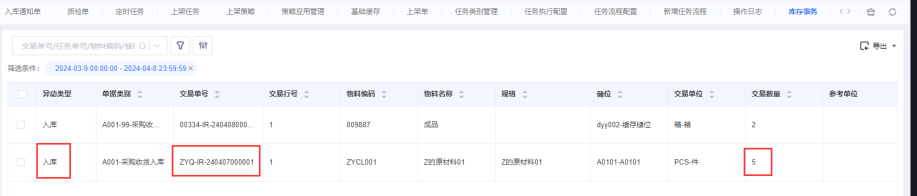 入库通知单 质检单 定时任务 上架任务 上架策略 策略应用管理 基础缓存 上架单 任务类别管理 任务执行配置 任务流程配置 新增任务流程 操作日志 库存事务
交易单号/任务单号/物料编码/储 导出
筛选条件: 2024-03-9 00:00:00 - 2024-04-8 23:59:59 ×
异动类型 单据类别 交易单号 交易行号 物料编码 物料名称 规格 储位 交易单位 交易数量 参考单位
入库 A001-99-采购收... 00334-IR-240408000... 1 009887 成品 dyy002-缓存储位 箱-箱 2
入库 A001-采购收货入库 ZYQ-IR-240407000001 1 ZYCL001 Z的原材料01 Z的原材料01 A0101-A0101 PCS-件 5